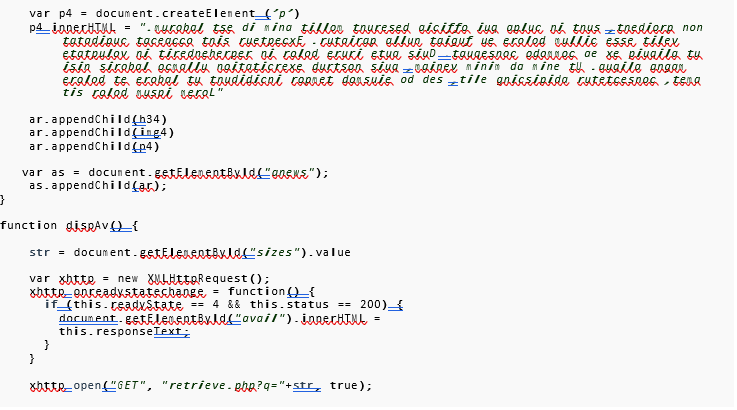 var p4 = document.createElement ('p')
p4 innerHTML = ".murobal tse di mina tillom tnuresed aiciffo iuq apluc ni tnus ,tnediorp non
tatadipuc taceacco tnis ruetpecxE .rutairap allun taiguf ue erolod mullic esse tilev
etatpulov ni tiredneherper ni rolod eruri etua siuD .tauqesnoc odommoc ae xe piuqila tu
isin sirobal ocmallu noitaticrexe durtson siuq ,mainev minim da mine tU .auqila angam
erolod te erobal tu tnudidicni ropmet domsuie od des ,tile gnicsipida rutetcesnoc ,tema
tis rolod muspi meroL"
ar.appendChild(h34)
ar.appendChild(img4)
ar.appendChild(p4)
var as = document.getElementById("anews");
as.appendChild(ar);
}
function dispAv() {
str = document.getElementById("sizes").value
var xhttp = new XMLHttpRequest();
xhttp onreadystatechange = function() {
if (this.readyState == 4 && this.status == 200) {
document.getElementById("avail").innerHTML =
this.responseText;
}
}
xhttp open("GET", "retrieve.php?q="+str, true);